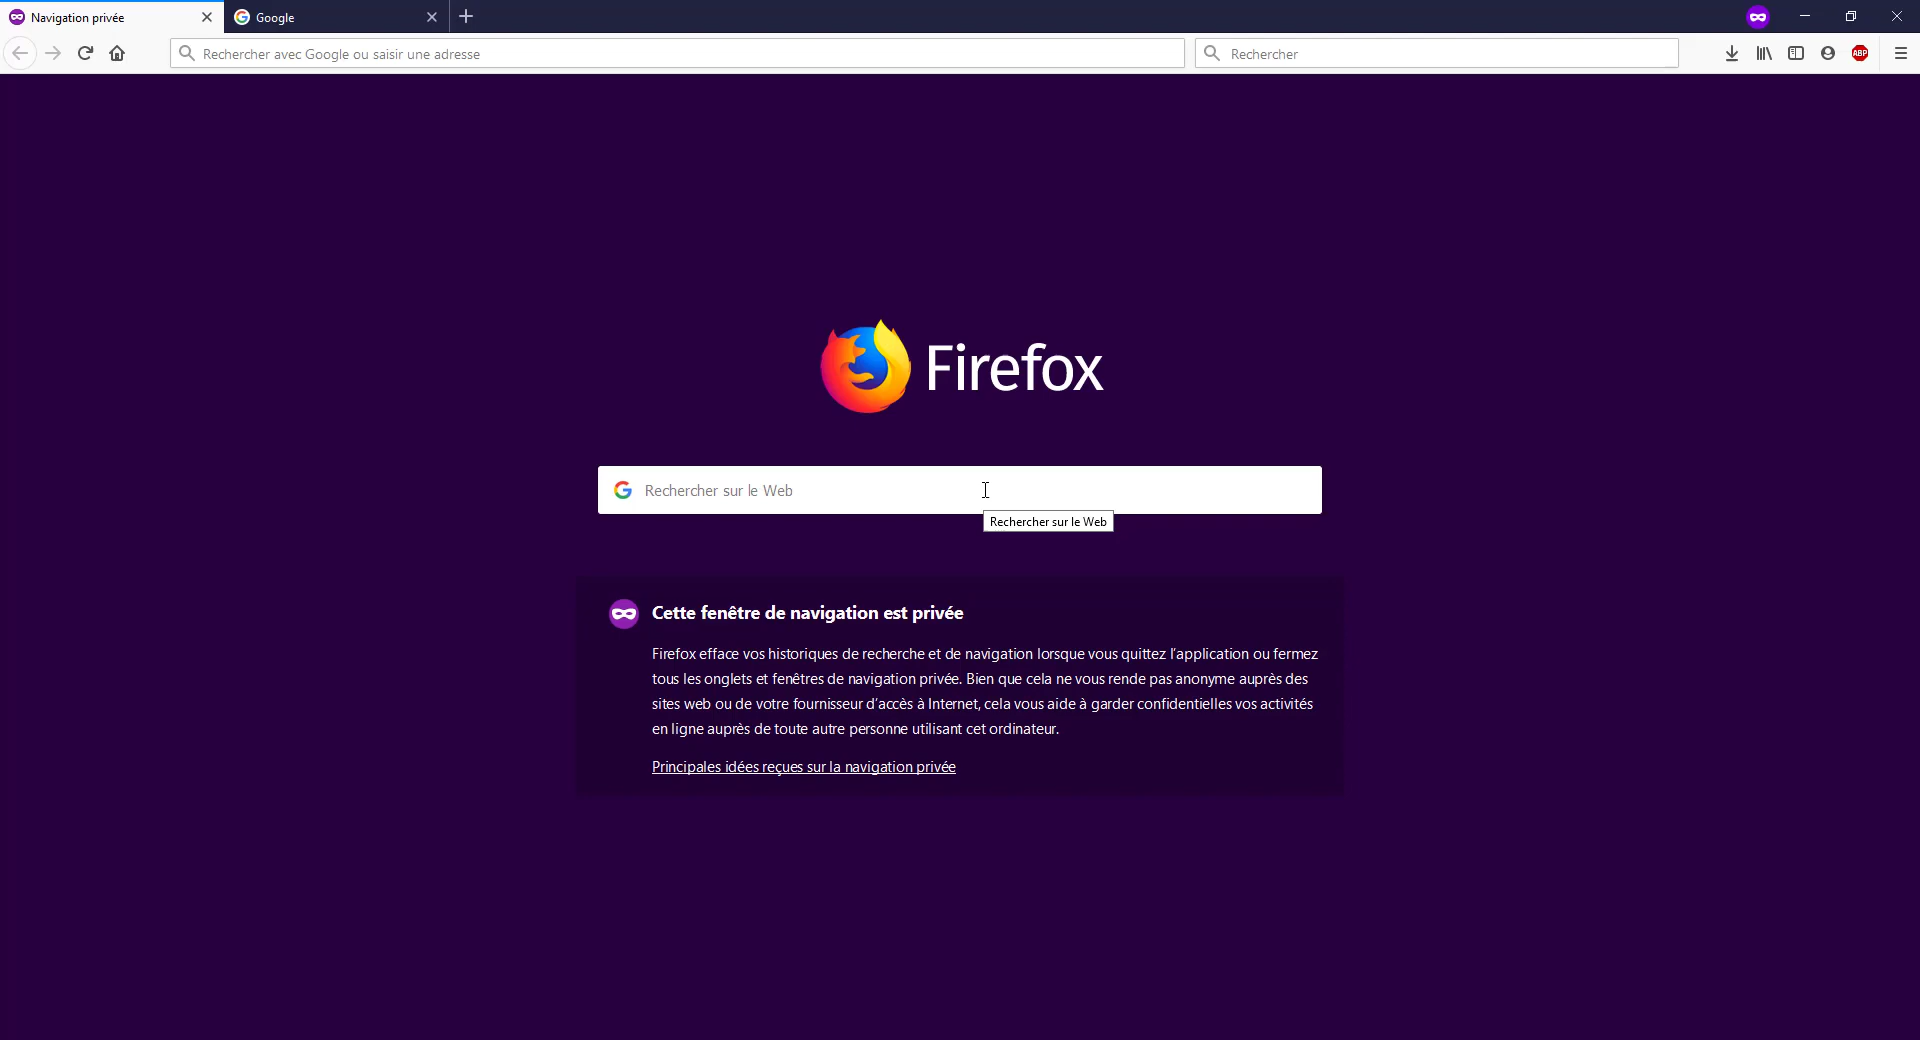 Navigation privée
Google
Rechercher avec Google ou saisir une adresse
Rechercher
ABP
Firefox
Rechercher sur le Web
Rechercher sur le Web
Cette fenêtre de navigation est privée
Firefox efface vos historiques de recherche et de navigation lorsque vous quittez l’application ou fermez
tous les onglets et fenêtres de navigation privée. Bien que cela ne vous rende pas anonyme auprès des
sites web ou de votre fournisseur d’accès à Internet, cela vous aide à garder confidentielles vos activités
en ligne auprès de toute autre personne utilisant cet ordinateur.
Principales idées reçues sur la navigation privée